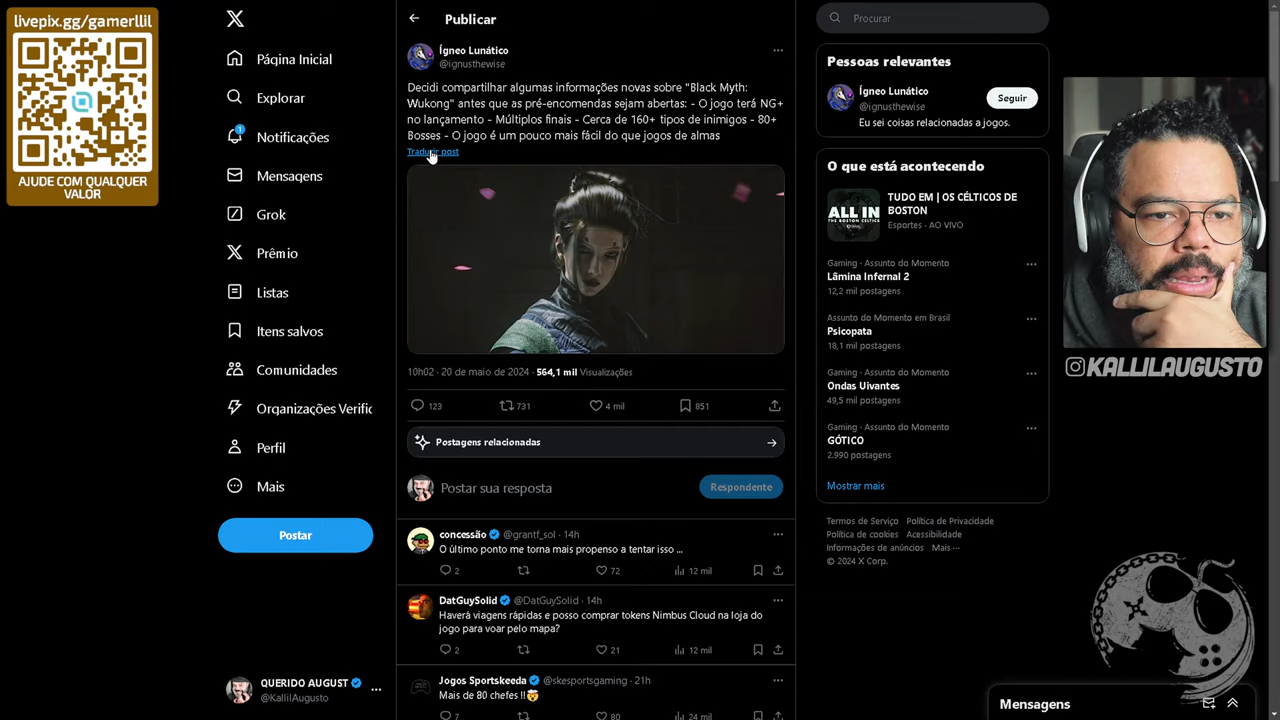 livepix.gg/gamerllil
AJUDE COM QUALQUER
VALOR
Página Inicial
Explorar
1
Notificações
Mensagens
Grok
Prêmio
Listas
Itens salvos
Comunidades
Organizações Verific
Perfil
Mais
Postar
QUERIDO AUGUST
@KallilAugusto
Publicar
Ígneo Lunático
@ignusthewise
Decidi compartilhar algumas informações novas sobre "Black Myth:
Wukong" antes que as pré-encomendas sejam abertas: - O jogo terá NG+
no lançamento - Múltiplos finais - Cerca de 160+ tipos de inimigos - 80+
Bosses - O jogo é um pouco mais fácil do que jogos de almas
Traduzir post
10h02 · 20 de maio de 2024 · 564,1 mil Visualizações
123 731 4 mil 851
Postagens relacionadas
Postar sua resposta
Respondente
concessão @grantf_sol · 14h
O último ponto me torna mais propenso a tentar isso ...
2 72 12 mil
DatGuySolid @DatGuySolid · 14h
Haverá viagens rápidas e posso comprar tokens Nimbus Cloud na loja do
jogo para voar pelo mapa?
2 21 12 mil
Jogos Sportskeeda @skesportsgaming · 21h
Mais de 80 chefes !!🤯
7 80 24 mil
Procurar
Pessoas relevantes
Ígneo Lunático
@ignusthewise
Seguir
Eu sei coisas relacionadas a jogos.
O que está acontecendo
ALL IN
THE BOSTON CELTICS
TUDO EM | OS CÉLTICOS DE
BOSTON
Esportes · AO VIVO
Gaming · Assunto do Momento
Lâmina Infernal 2
12,2 mil postagens
Assunto do Momento em Brasil
Psicopata
18,1 mil postagens
Gaming · Assunto do Momento
Ondas Uivantes
49,5 mil postagens
Gaming · Assunto do Momento
GÓTICO
2.990 postagens
Mostrar mais
Termos de Serviço Política de Privacidade
Política de cookies Acessibilidade
Informações de anúncios Mais ···
© 2024 X Corp.
KALLILAUGUSTO
Mensagens